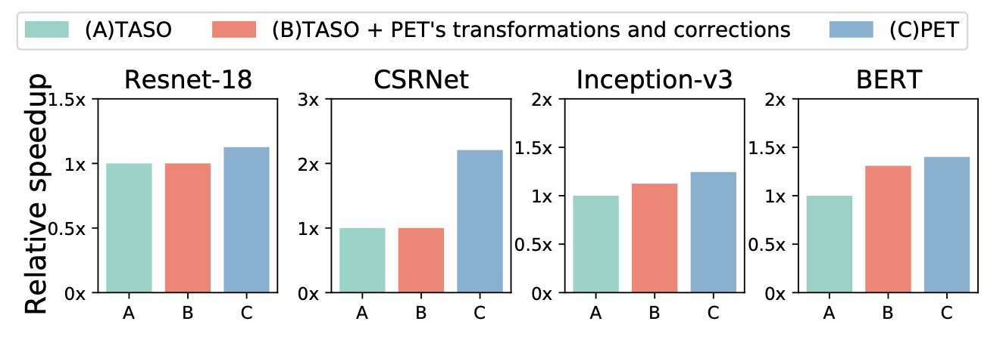 (A)TASO (B)TASO + PET's transformations and corrections (C)PET
Relative speedup
Resnet-18
1.5x
1x
0.5x
0x
A B C
CSRNet
3x
2x
1x
0x
A B C
Inception-v3
2x
1.5x
1x
0.5x
0x
A B C
BERT
2x
1.5x
1x
0.5x
0x
A B C